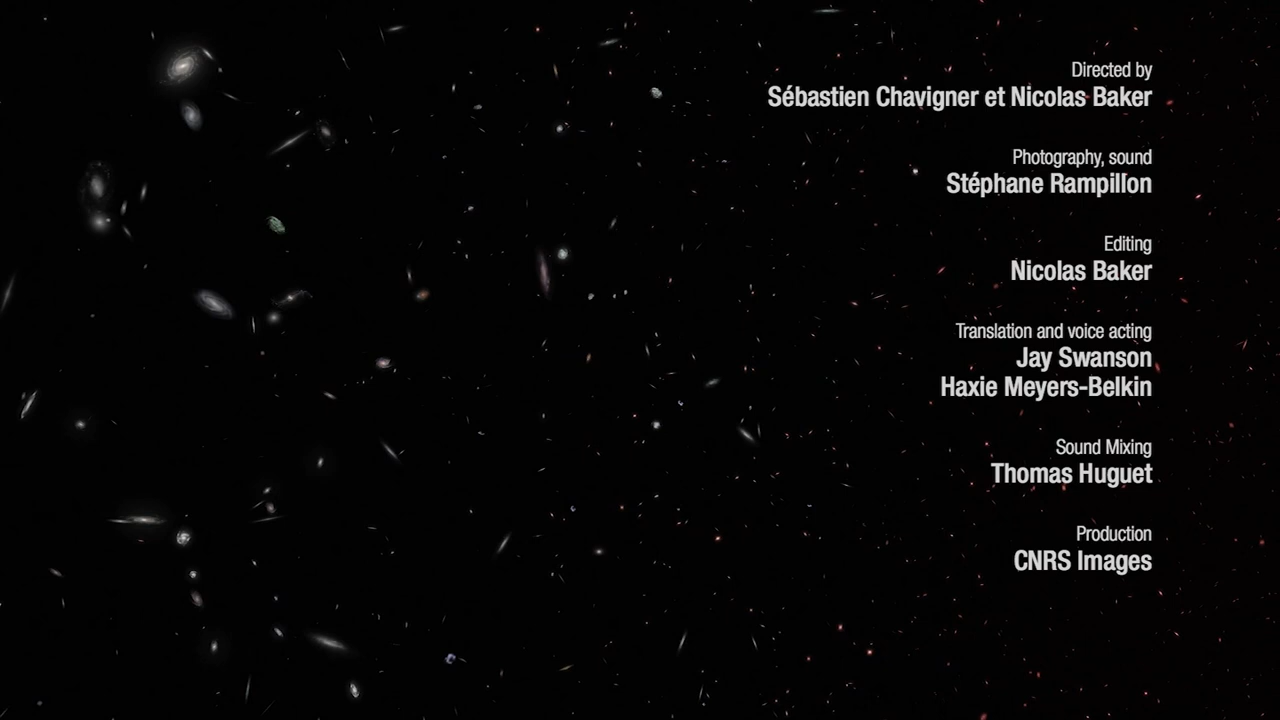 Directed by
Sébastien Chavigner et Nicolas Baker
Photography, sound
Stéphane Rampillon
Editing
Nicolas Baker
Translation and voice acting
Jay Swanson
Haxie Meyers-Belkin
Sound Mixing
Thomas Huguet
Production
CNRS Images